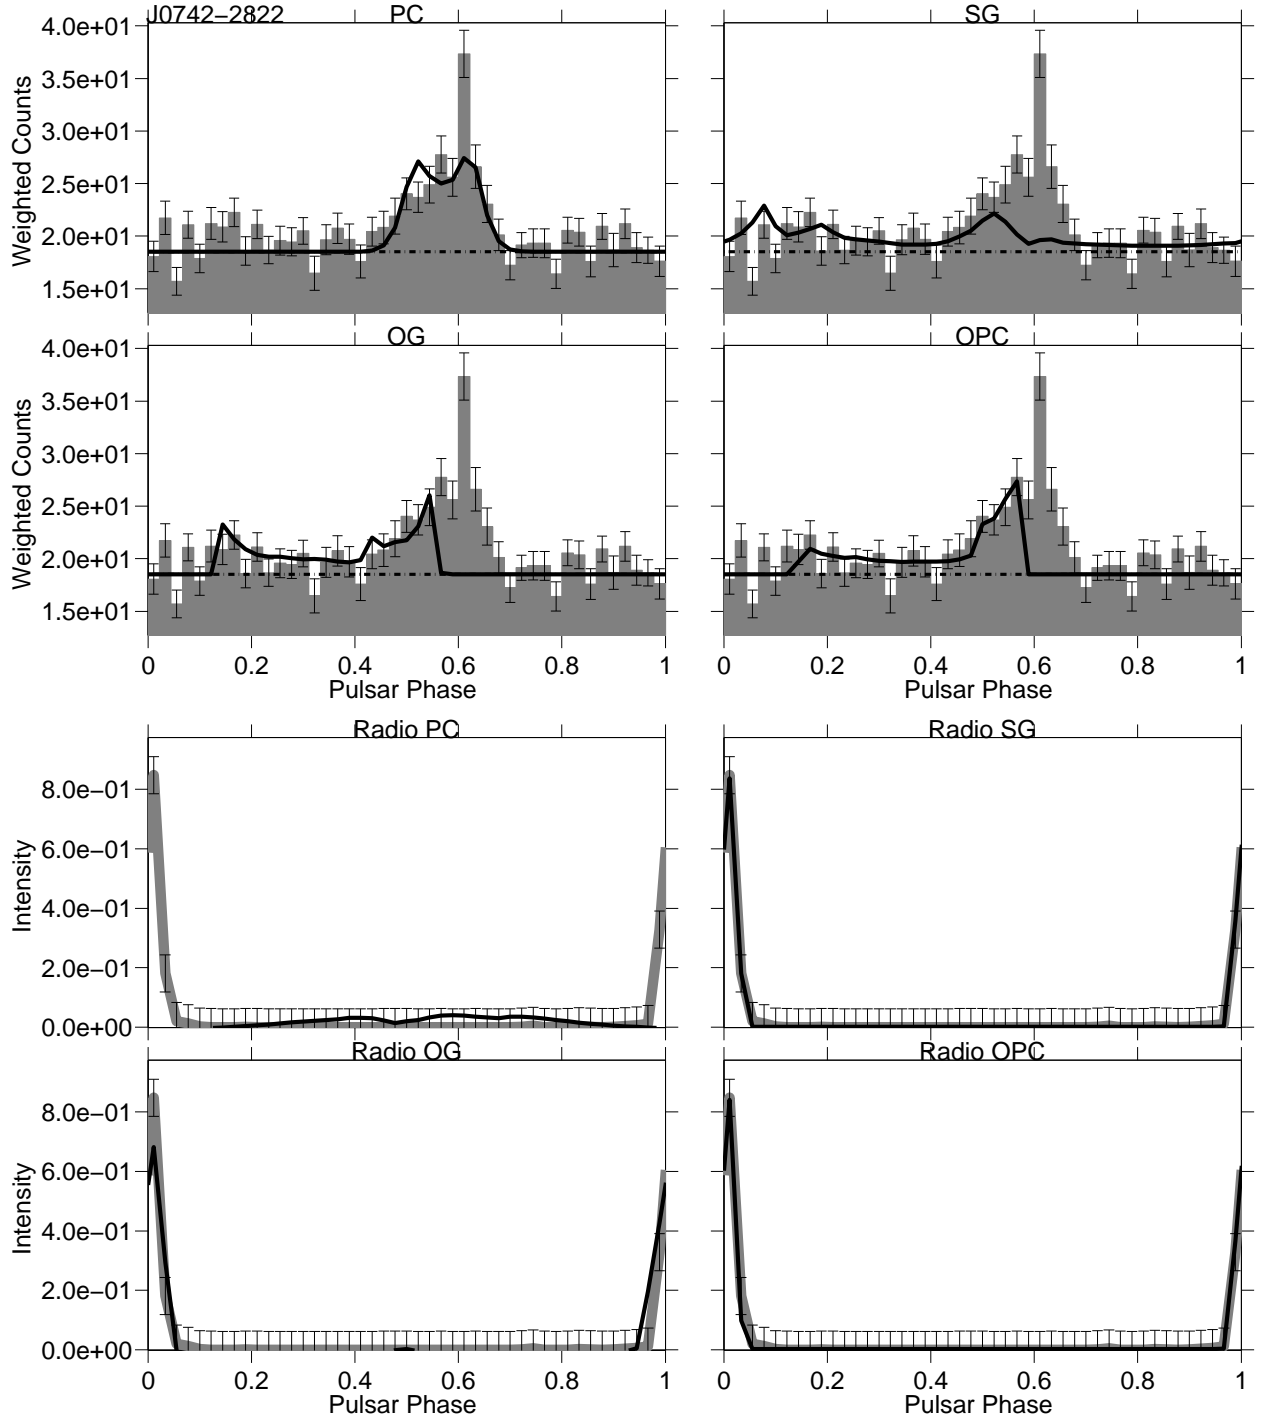 J0742−2822 PC SG
4.0e+01
3.5e+01
3.0e+01
2.5e+01
2.0e+01
1.5e+01
Weighted Counts
OG OPC
4.0e+01
3.5e+01
3.0e+01
2.5e+01
2.0e+01
1.5e+01
Weighted Counts
0 0.2 0.4 0.6 0.8 1 0 0.2 0.4 0.6 0.8 1
Pulsar Phase Pulsar Phase
Radio PC Radio SG
8.0e−01
6.0e−01
4.0e−01
2.0e−01
0.0e+00
Intensity
Radio OG Radio OPC
8.0e−01
6.0e−01
4.0e−01
2.0e−01
0.0e+00
Intensity
0 0.2 0.4 0.6 0.8 1 0 0.2 0.4 0.6 0.8 1
Pulsar Phase Pulsar Phase